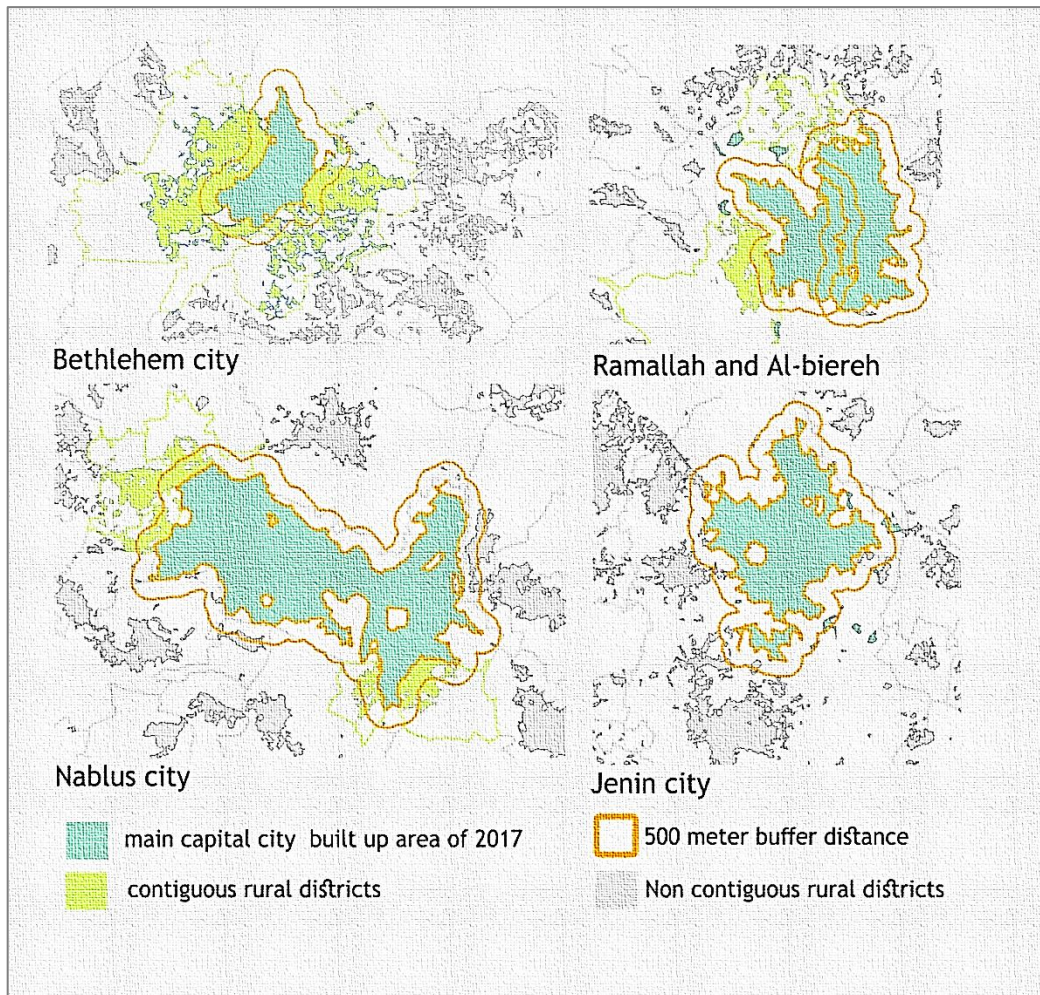 Bethlehem city
Ramallah and Al-biereh
Nablus city
Jenin city
main capital city built up area of 2017
500 meter buffer distance
contiguous rural districts
Non contiguous rural districts